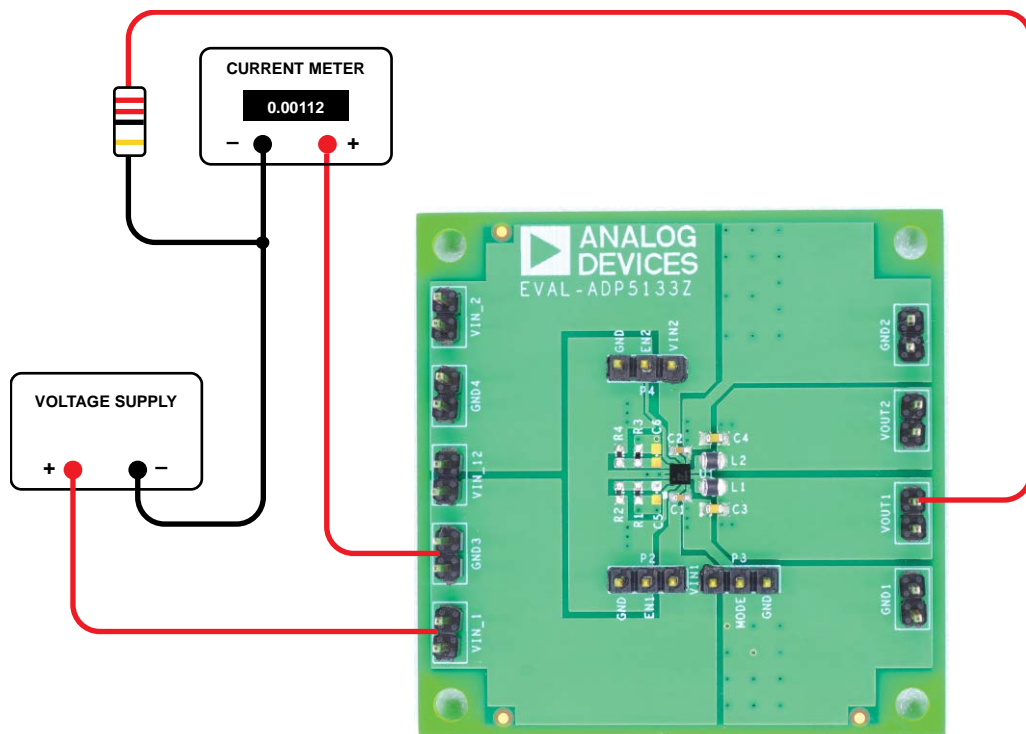 CURRENT METER
0.00112
– +
VOLTAGE SUPPLY
+ –
ANALOG
DEVICES
EVAL-ADP5133Z
VIN_2
GND4
VIN_12
GND3
VIN_1
GND
EN2
VIN2
P4
R4
R3
C6
C2
C4
L2
L1
R2
R1
C5
C1
C3
P2
VIN1
P3
GND
EN1
MODE
GND
GND2
VOUT2
VOUT1
GND1